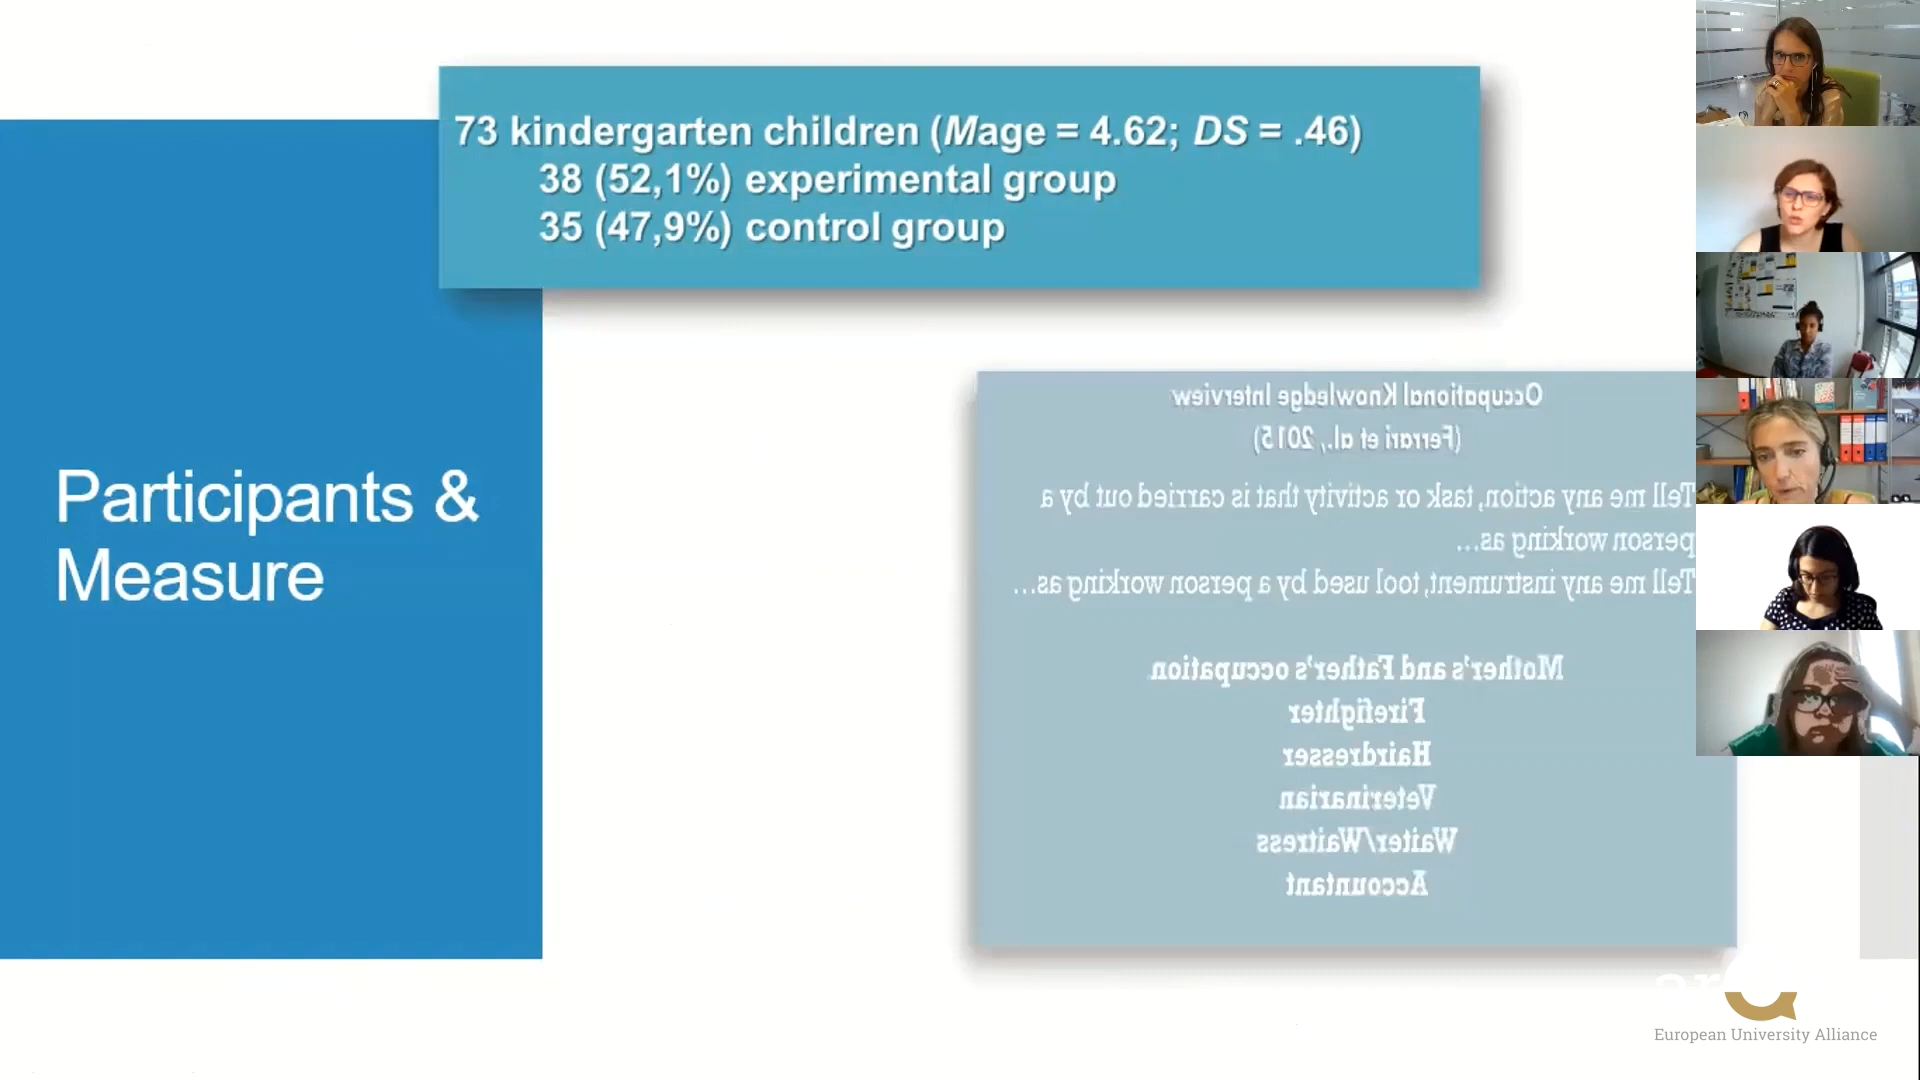 73 kindergarten children (Mage = 4.62; DS = .46)
38 (52,1%) experimental group
35 (47,9%) control group
Participants &
Measure
Occupational Knowledge Interview
(Ferrari et al., 2015)
Tell me any action, task or activity that is carried out by a
person working as...
Tell me any instrument, tool used by a person working as...
Mother's and Father's occupation
Firefighter
Hairdresser
Veterinarian
Waiter/Waitress
Accountant
European University Alliance